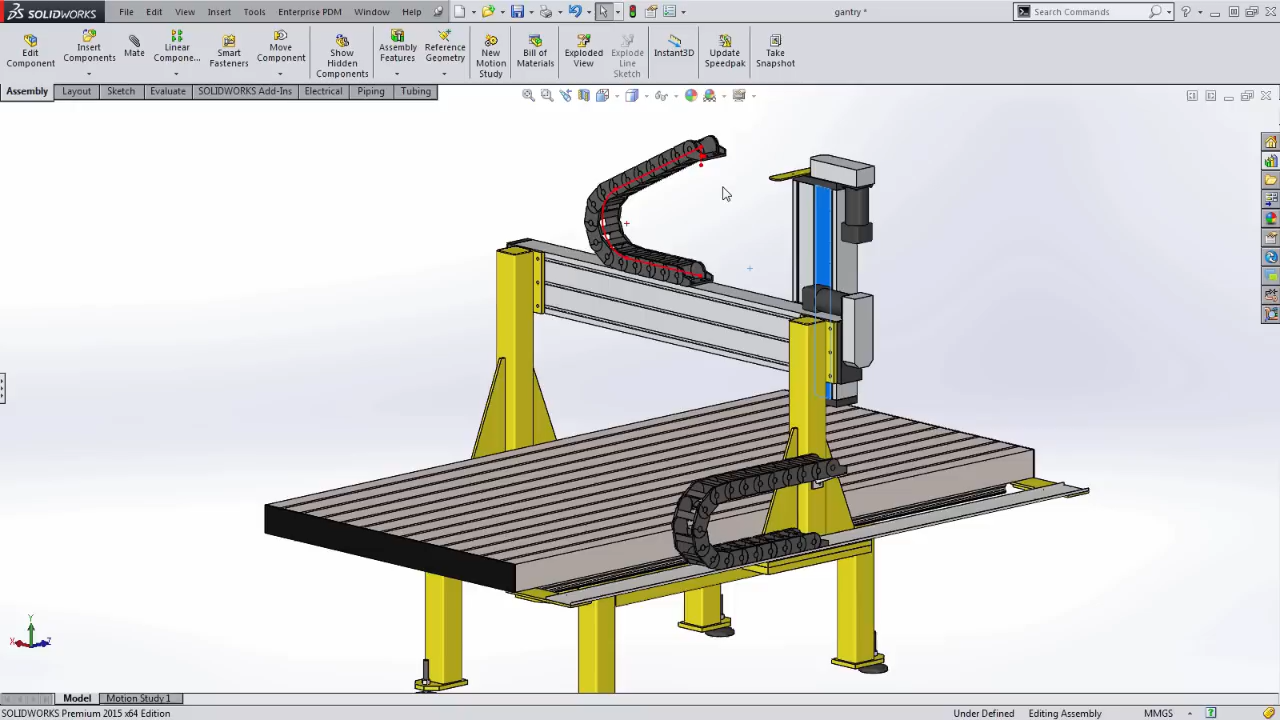 SOLIDWORKS
File Edit View Insert Tools Enterprise PDM Window Help
gantry *
Search Commands
Edit Component
Insert Components
Mate
Linear Compone...
Smart Fasteners
Move Component
Show Hidden Components
Assembly Features
Reference Geometry
New Motion Study
Bill of Materials
Exploded View
Explode Line Sketch
Instant3D
Update Speedpak
Take Snapshot
Assembly Layout Sketch Evaluate SOLIDWORKS Add-Ins Electrical Piping Tubing
Y
X Z
Model Motion Study 1
SOLIDWORKS Premium 2015 x64 Edition
Under Defined Editing Assembly MMGS